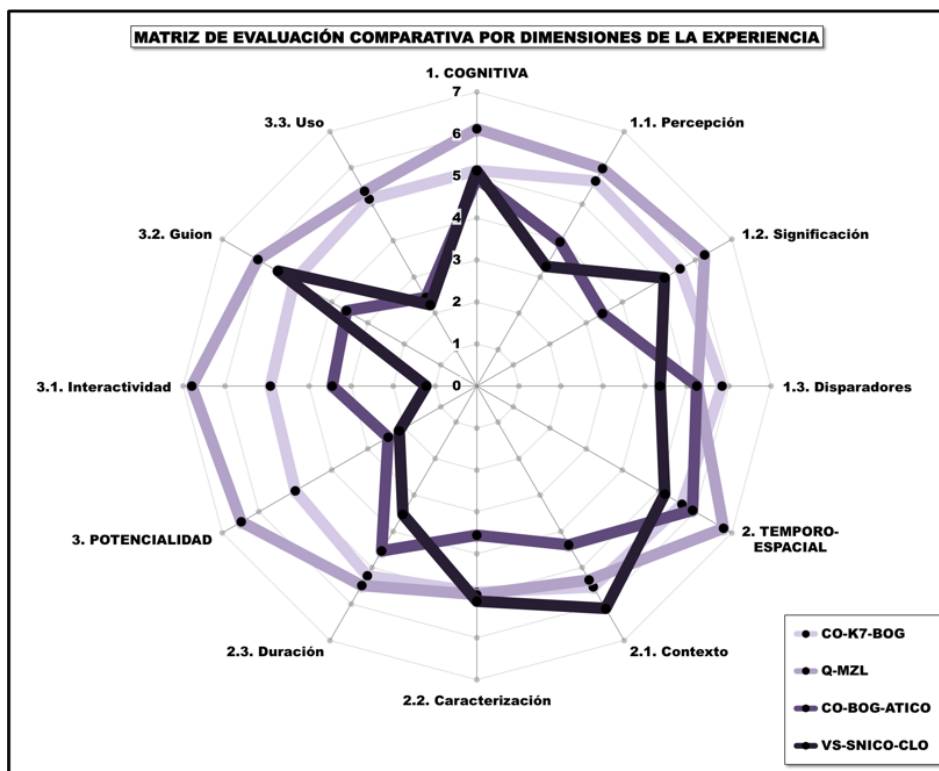 MATRIZ DE EVALUACIÓN COMPARATIVA POR DIMENSIONES DE LA EXPERIENCIA
1. COGNITIVA
7
3.3. Uso
1.1. Percepción
6
5
4
3.2. Guion
1.2. Significación
3
2
1
3.1. Interactividad
0
1.3. Disparadores
3. POTENCIALIDAD
2. TEMPORO-
ESPACIAL
2.3. Duración
2.1. Contexto
2.2. Caracterización
CO-K7-BOG
Q-MZL
CO-BOG-ATICO
VS-SNICO-CLO